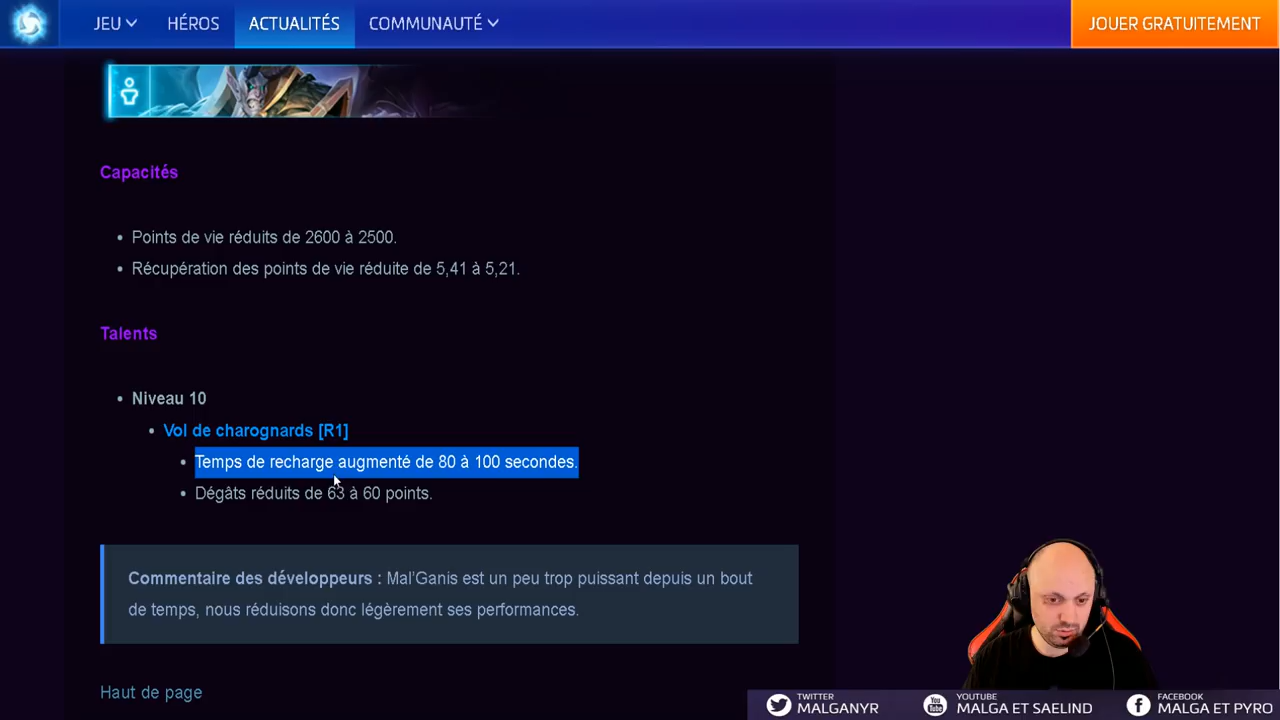 JEU HÉROS ACTUALITÉS COMMUNAUTÉ JOUER GRATUITEMENT
Capacités
• Points de vie réduits de 2600 à 2500.
• Récupération des points de vie réduite de 5,41 à 5,21.
Talents
• Niveau 10
• Vol de charognards [R1]
• Temps de recharge augmenté de 80 à 100 secondes.
• Dégâts réduits de 63 à 60 points.
Commentaire des développeurs : Mal'Ganis est un peu trop puissant depuis un bout
de temps, nous réduisons donc légèrement ses performances.
Haut de page
TWITTER
MALGANYR
YOUTUBE
MALGA ET SAELIND
FACEBOOK
MALGA ET PYRO